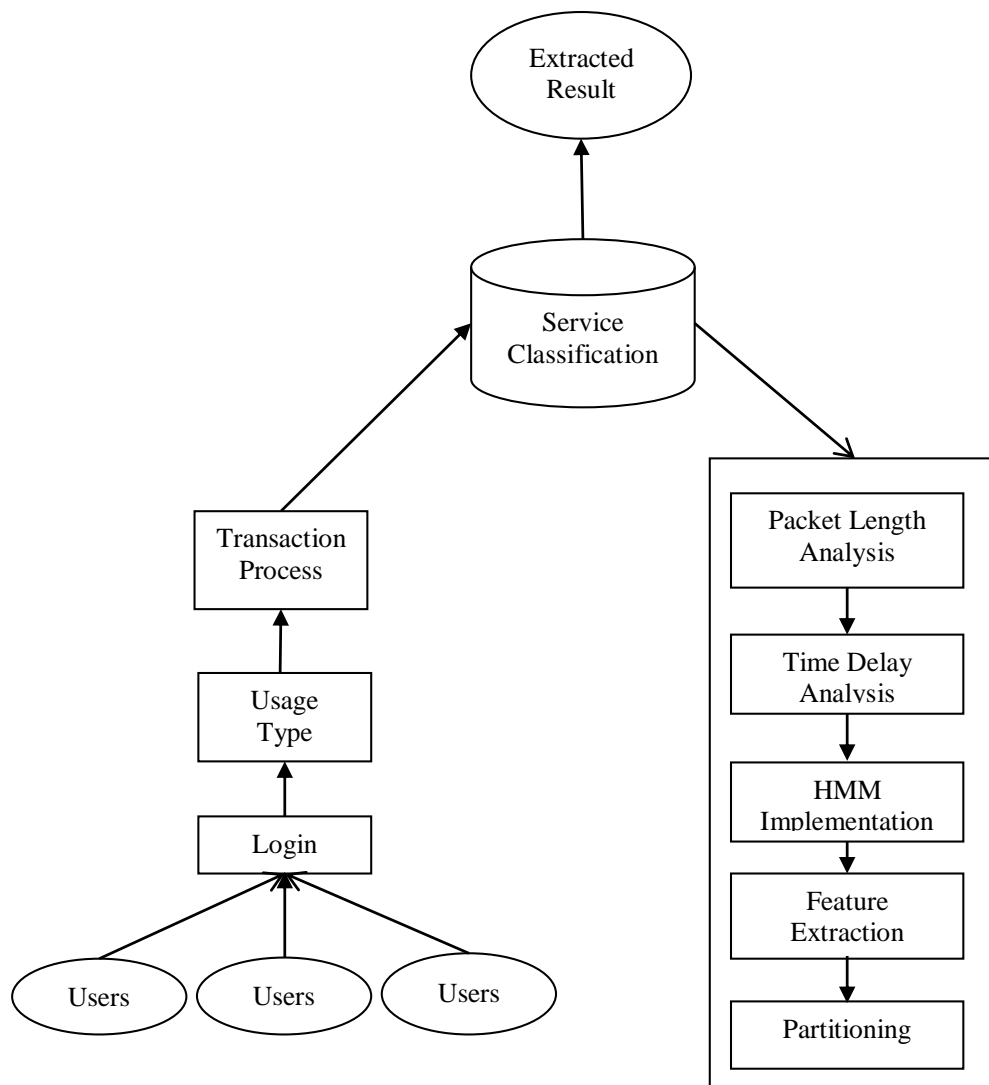 Extracted
Result
Service
Classification
Transaction
Process
Usage
Type
Login
Users
Users
Users
Packet Length
Analysis
Time Delay
Analysis
HMM
Implementation
Feature
Extraction
Partitioning